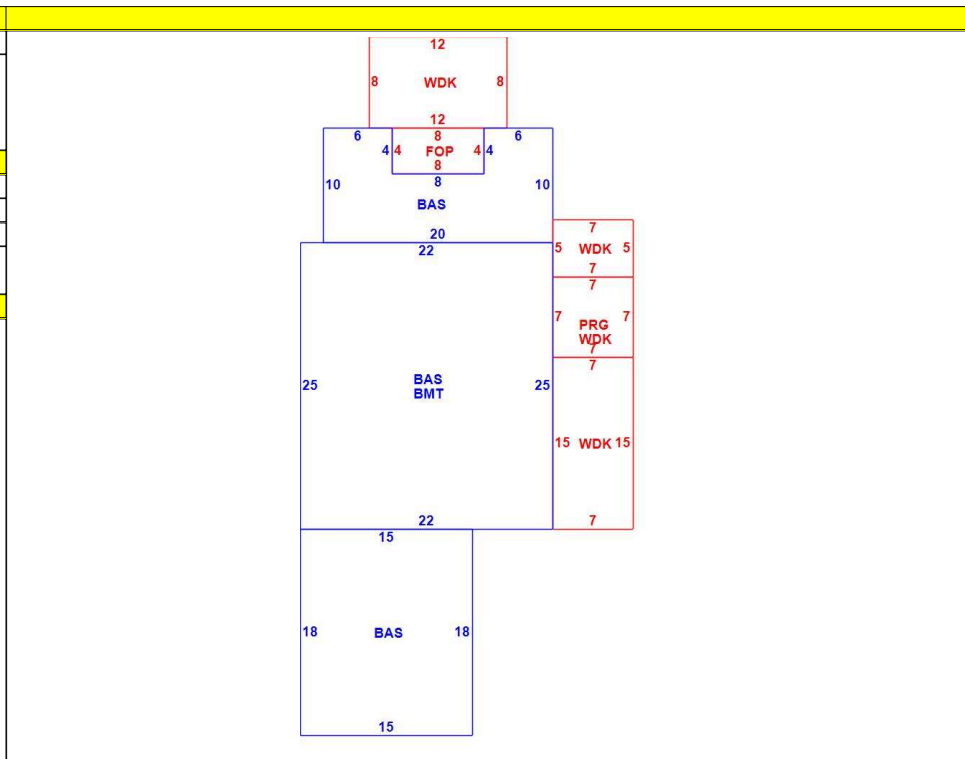 12
8 WDK 8
12
6 8 6
4 4 FOP 4 4
8
10 8 10
BAS
20
22
7
5 WDK 5
7
7
7 PRG 7
WDK
7
7
25 BAS 25
BMT
15 WDK 15
22 7
15
18 BAS 18
15